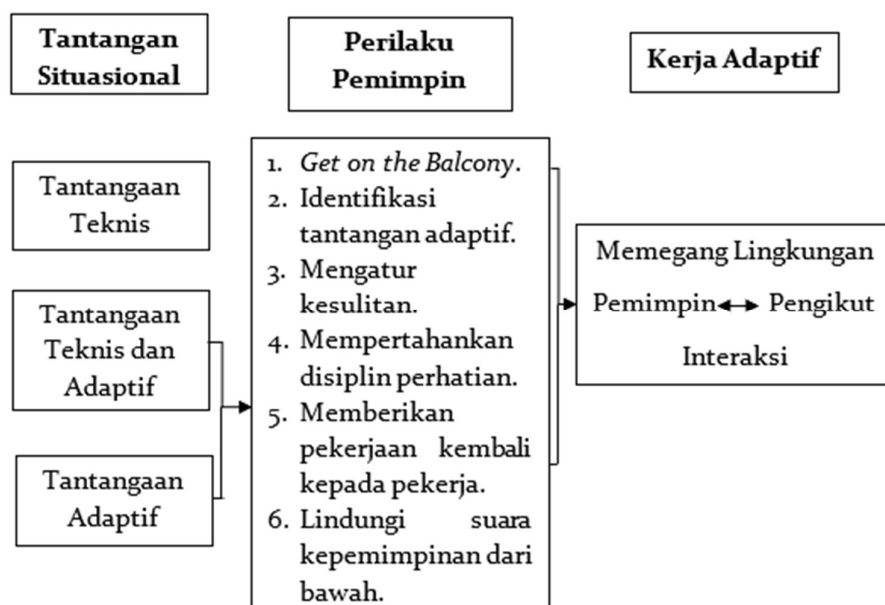 Tantangan
Situasional
Perilaku
Pemimpin
Kerja Adaptif
Tantangaan
Teknis
Tantangaan
Teknis dan
Adaptif
Tantangaan
Adaptif
1. Get on the Balcony.
2. Identifikasi
tantangan adaptif.
3. Mengatur
kesulitan.
4. Mempertahankan
disiplin perhatian.
5. Memberikan
pekerjaan kembali
kepada pekerja.
6. Lindungi suara
kepemimpinan dari
bawah.
Memegang Lingkungan
Pemimpin Pengikut
Interaksi